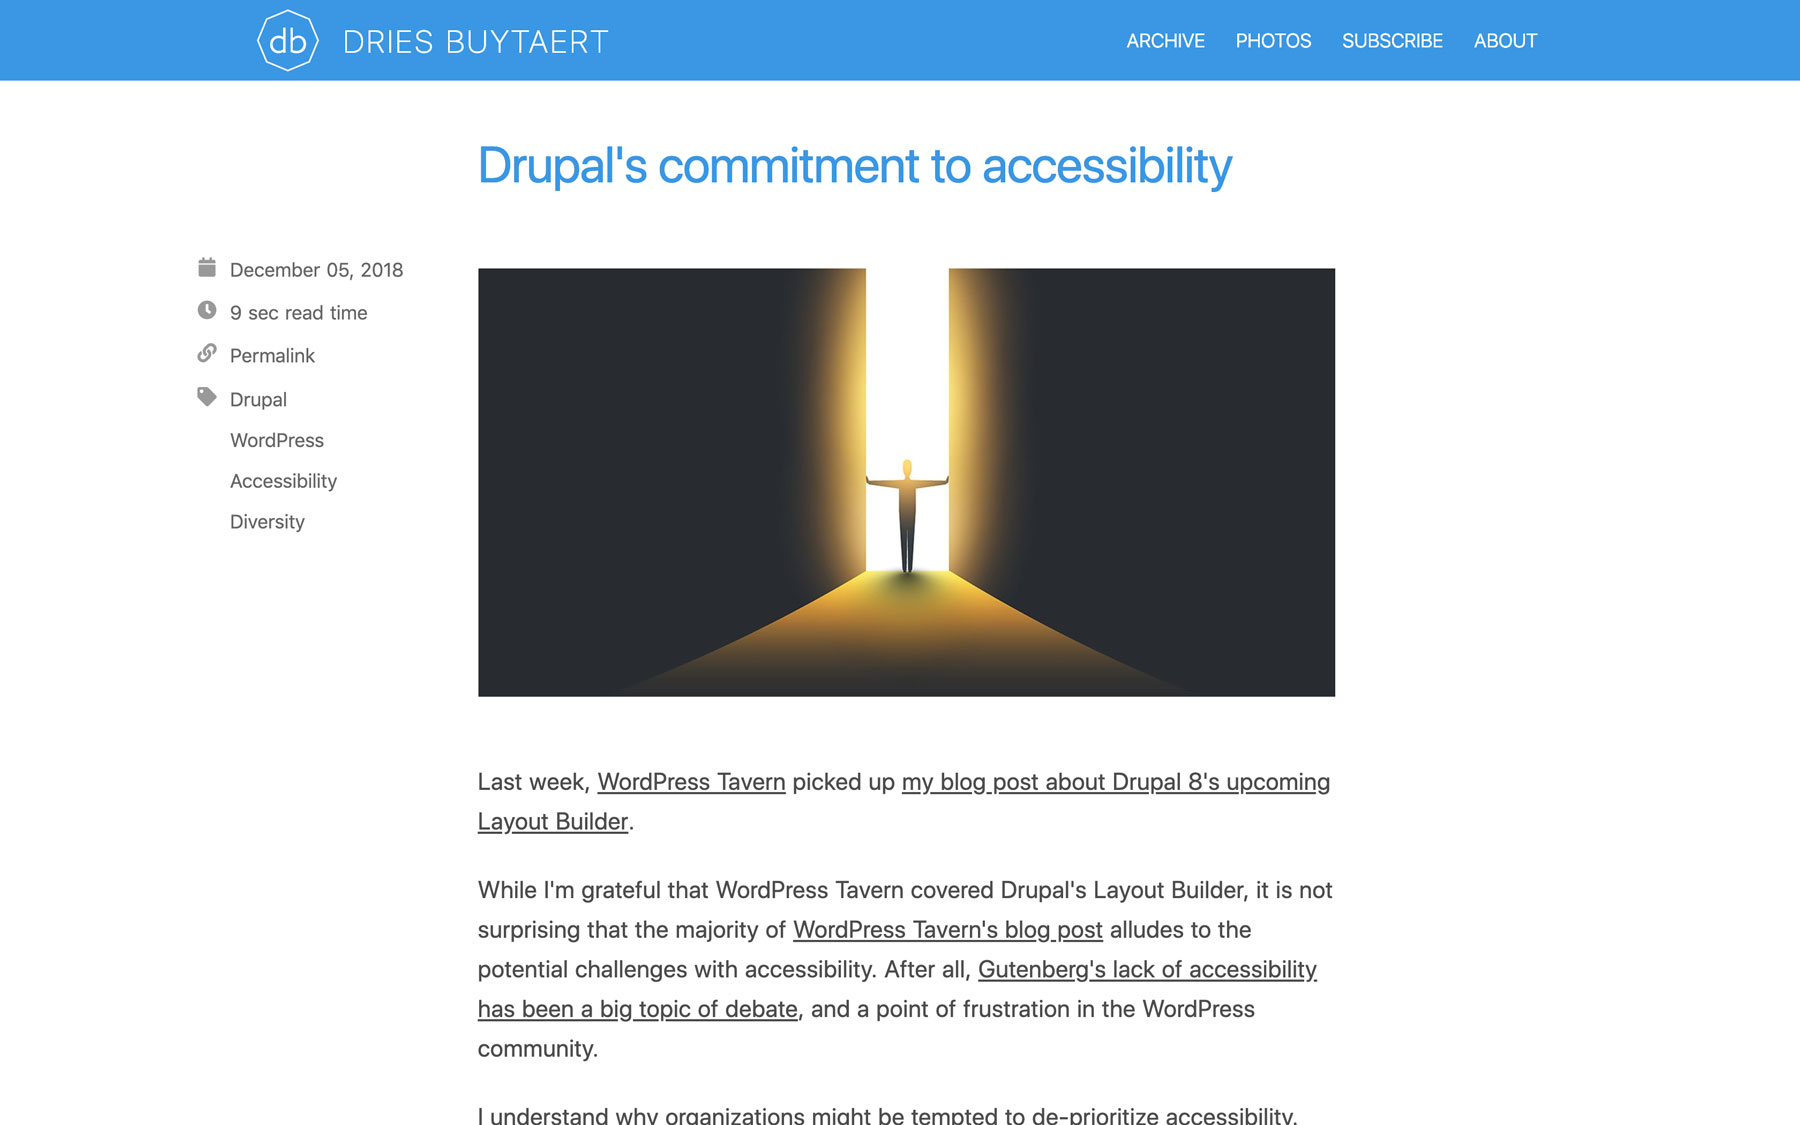 db DRIES BUYTAERT
ARCHIVE PHOTOS SUBSCRIBE ABOUT
Drupal's commitment to accessibility
December 05, 2018
9 sec read time
Permalink
Drupal
WordPress
Accessibility
Diversity
Last week, WordPress Tavern picked up my blog post about Drupal 8's upcoming
Layout Builder.
While I'm grateful that WordPress Tavern covered Drupal's Layout Builder, it is not
surprising that the majority of WordPress Tavern's blog post alludes to the
potential challenges with accessibility. After all, Gutenberg's lack of accessibility
has been a big topic of debate, and a point of frustration in the WordPress
community.
I understand why organizations might be tempted to de-prioritize accessibility.